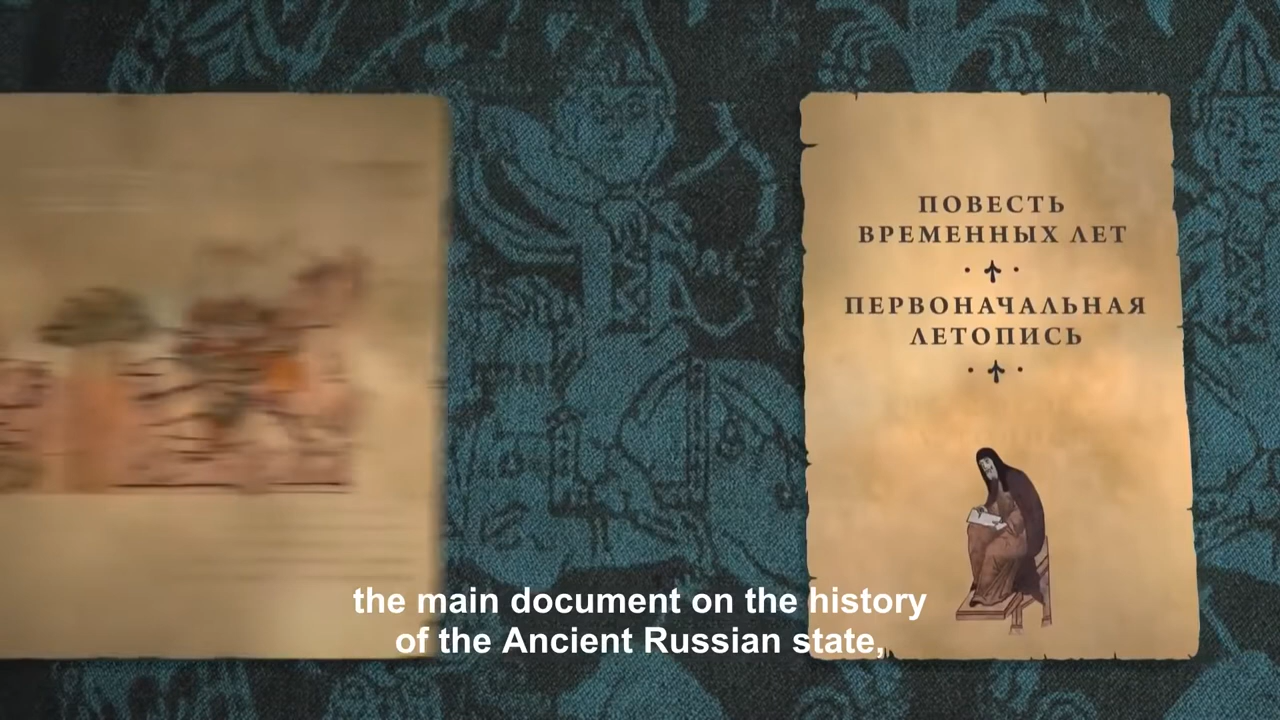 ПОВЕСТЬ
ВРЕМЕННЫХ ЛЕТ
ПЕРВОНАЧАЛЬНАЯ
ЛЕТОПИСЬ
the main document on the history
of the Ancient Russian state,